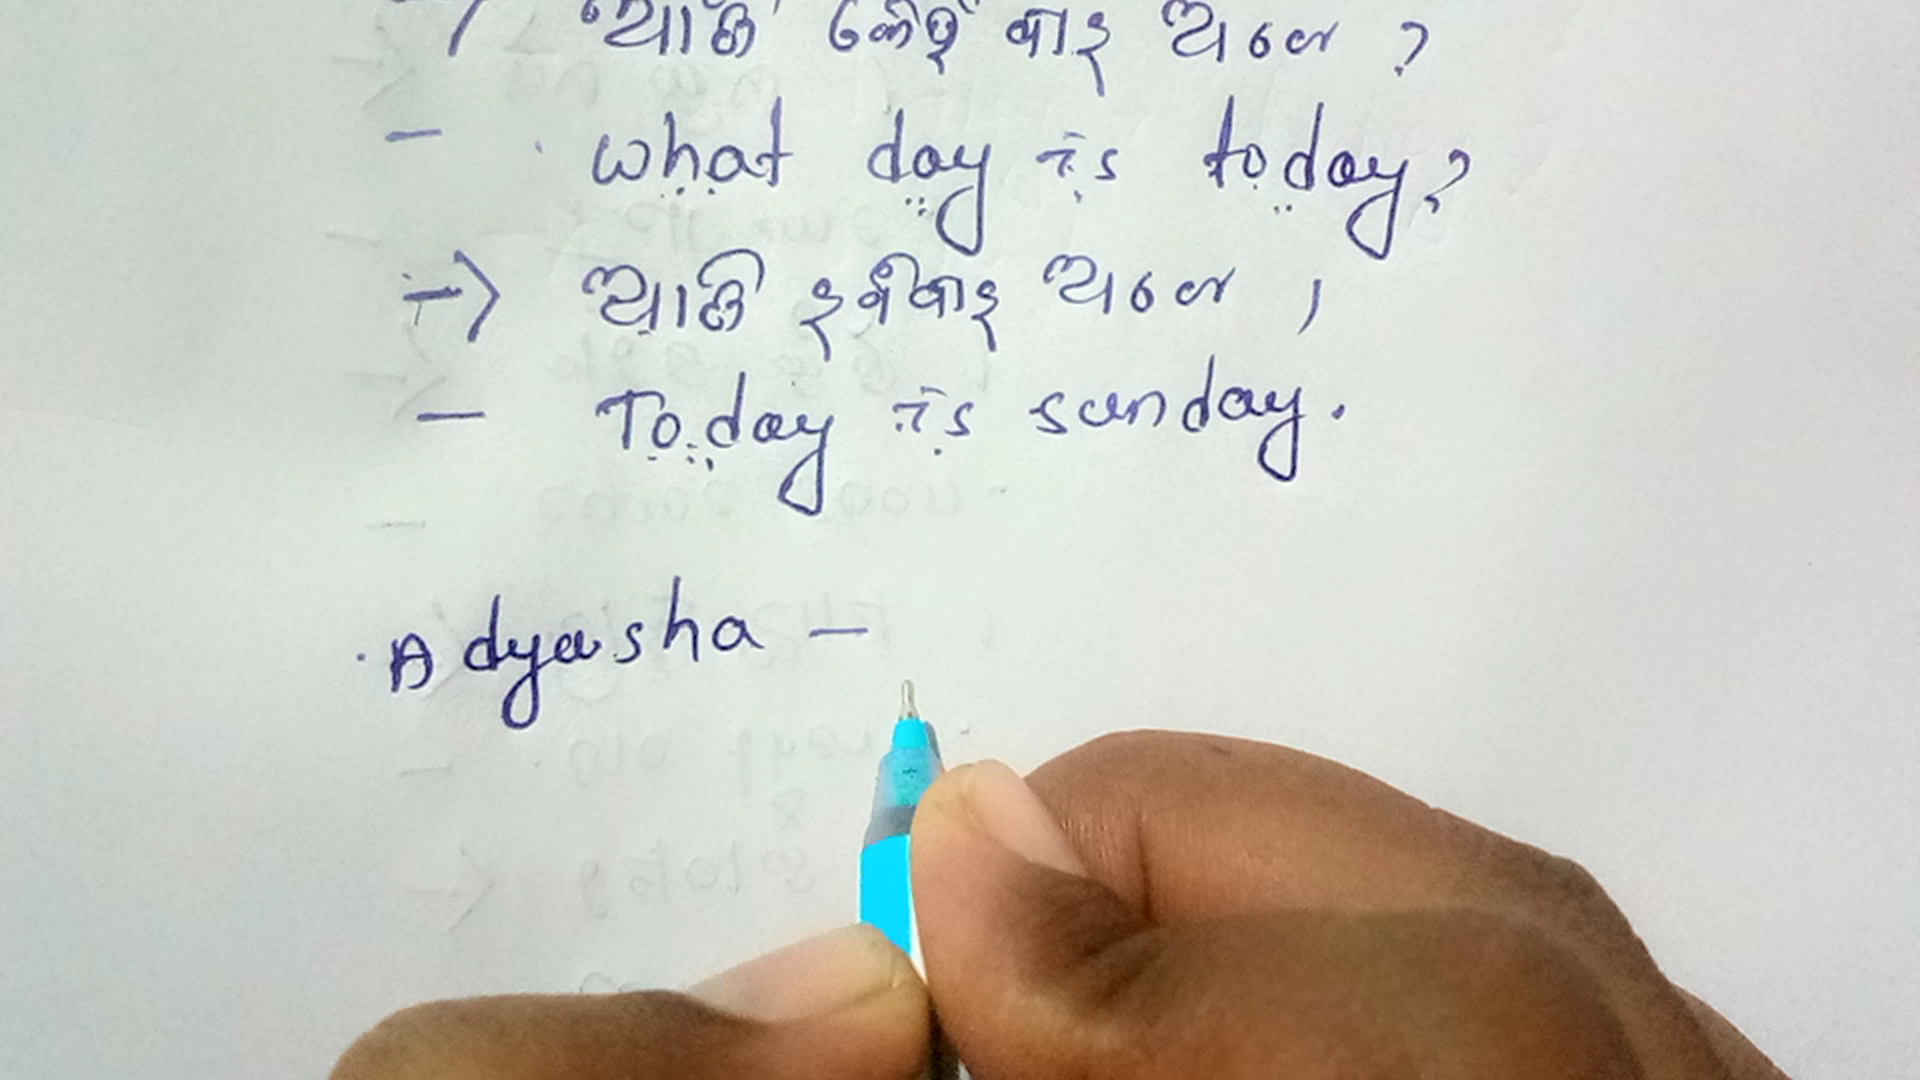 → ଆଜି କେଉଁ ବାର ଅଟେ ?
- What day is today?
→ ଆଜି ରବିବାର ଅଟେ ,
- Today is sunday.
Adyasha -